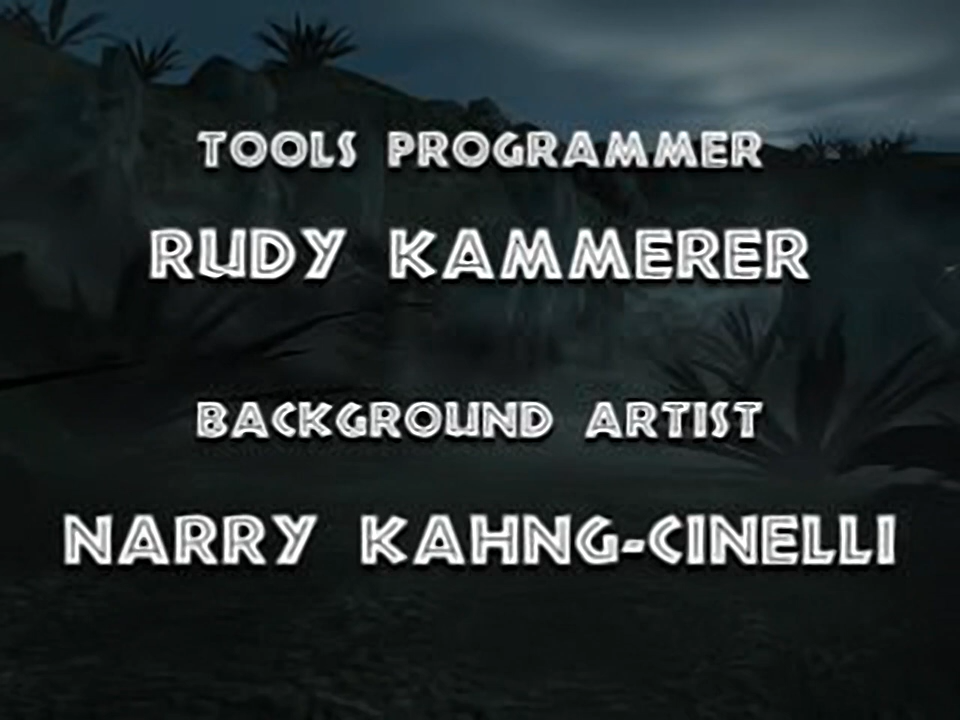 TOOLS PROGRAMMER
RUDY KAMMERER
BACKGROUND ARTIST
NARRY KAHNG-CINELLI